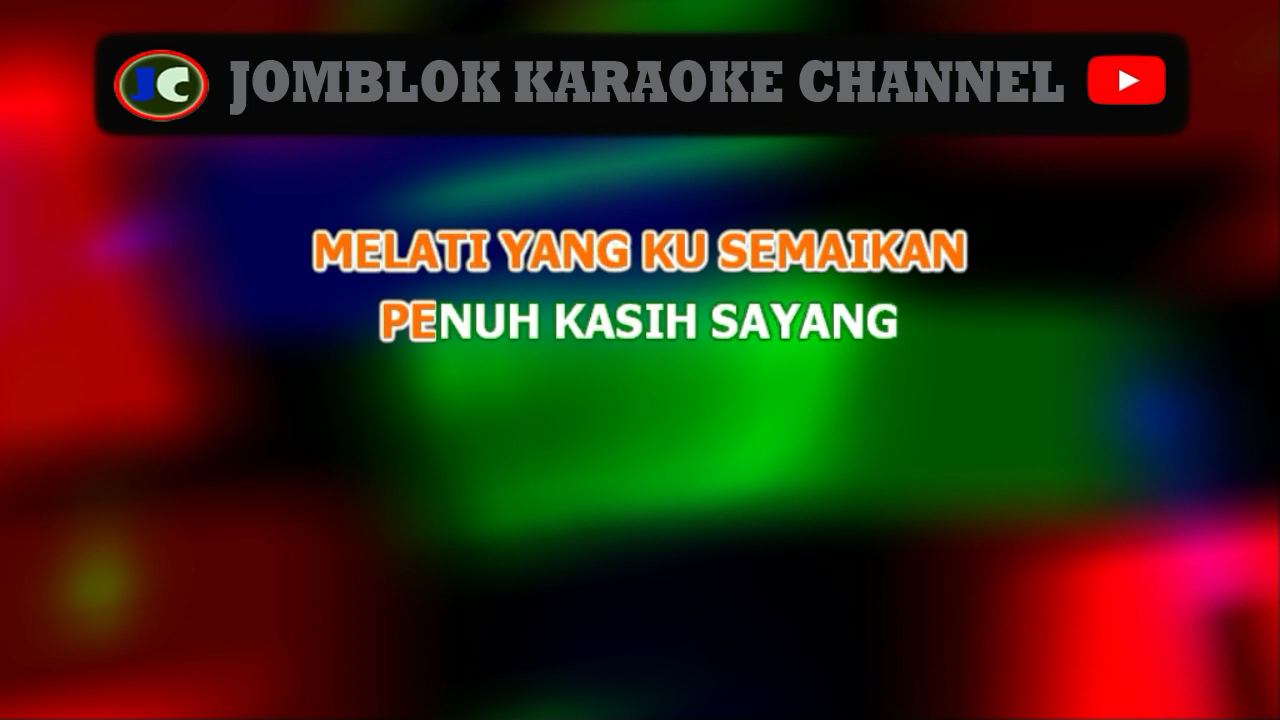 JC JOMBLOK KARAOKE CHANNEL
MELATI YANG KU SEMAIKAN
PENUH KASIH SAYANG